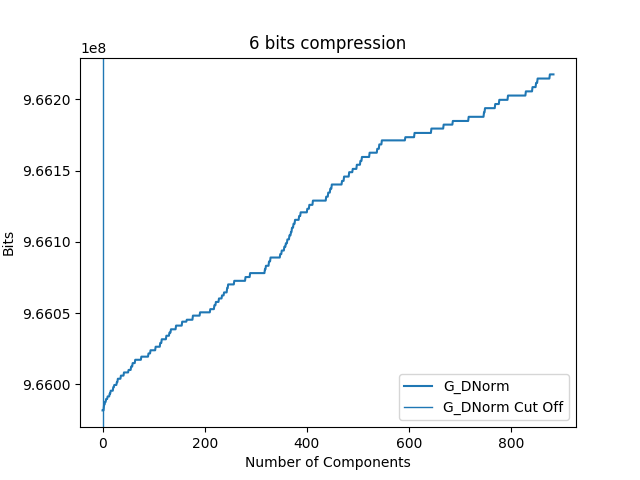 6 bits compression
1e8
9.6620
9.6615
9.6610
9.6605
9.6600
Bits
0 200 400 600 800
Number of Components
G_DNorm
G_DNorm Cut Off